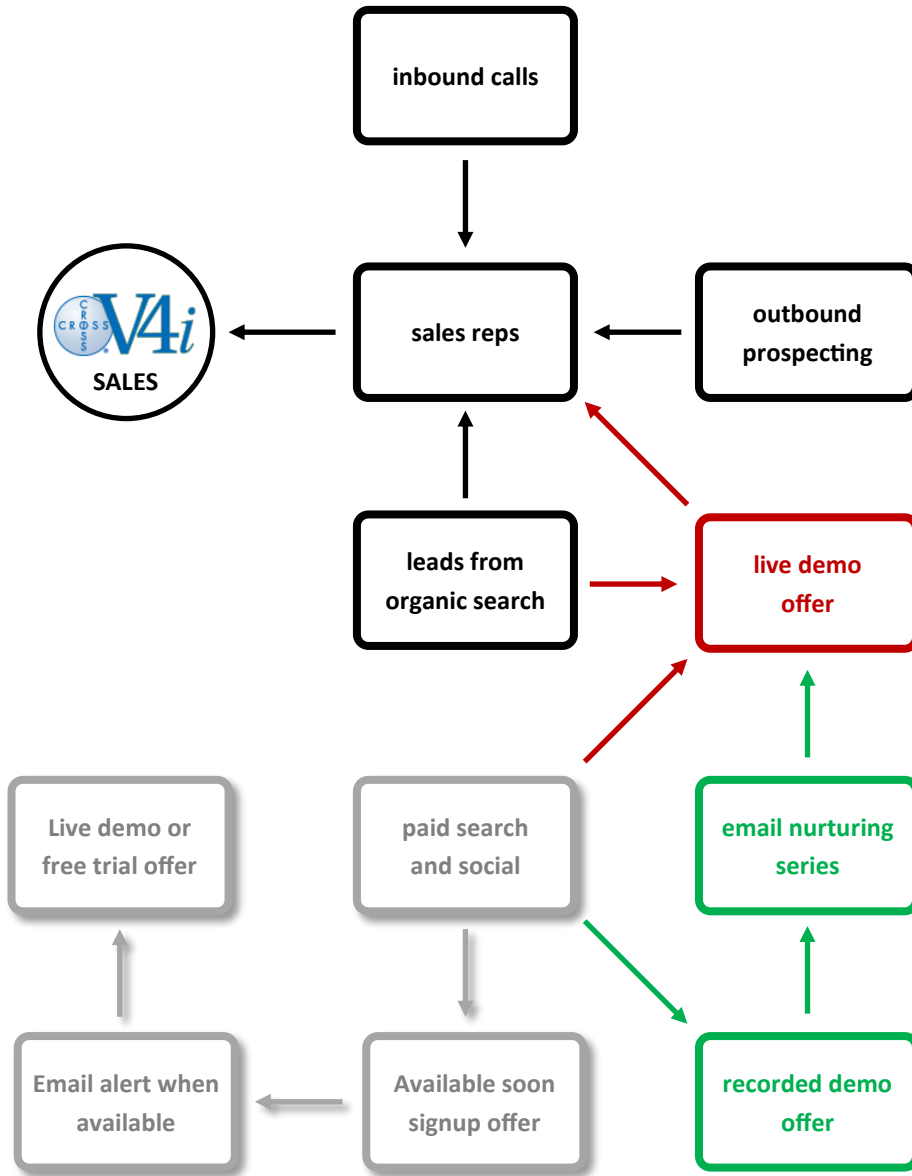 inbound calls
CROSS
CROSS
V4i
SALES
sales reps
outbound
prospecting
leads from
organic search
live demo
offer
Live demo or
free trial offer
paid search
and social
email nurturing
series
Email alert when
available
Available soon
signup offer
recorded demo
offer